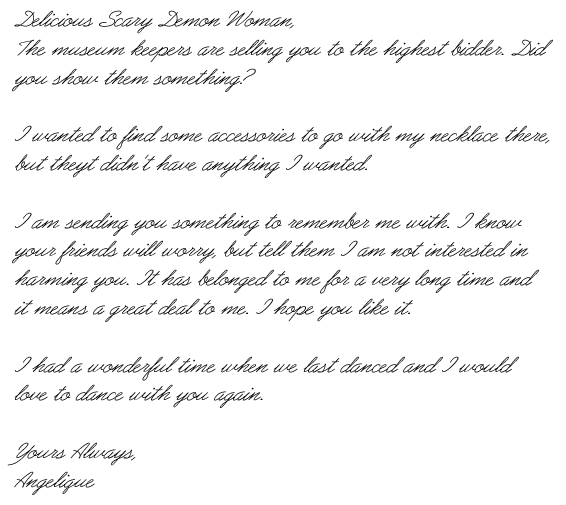 Delicious Scary Demon Woman,
The museum keepers are selling you to the highest bidder. Did
you show them something?
I wanted to find some accessories to go with my necklace there,
but theyt didn't have anything I wanted.
I am sending you something to remember me with. I know
your friends will worry, but tell them I am not interested in
harming you. It has belonged to me for a very long time and
it means a great deal to me. I hope you like it.
I had a wonderful time when we last danced and I would
love to dance with you again.
Yours Always,
Angelique